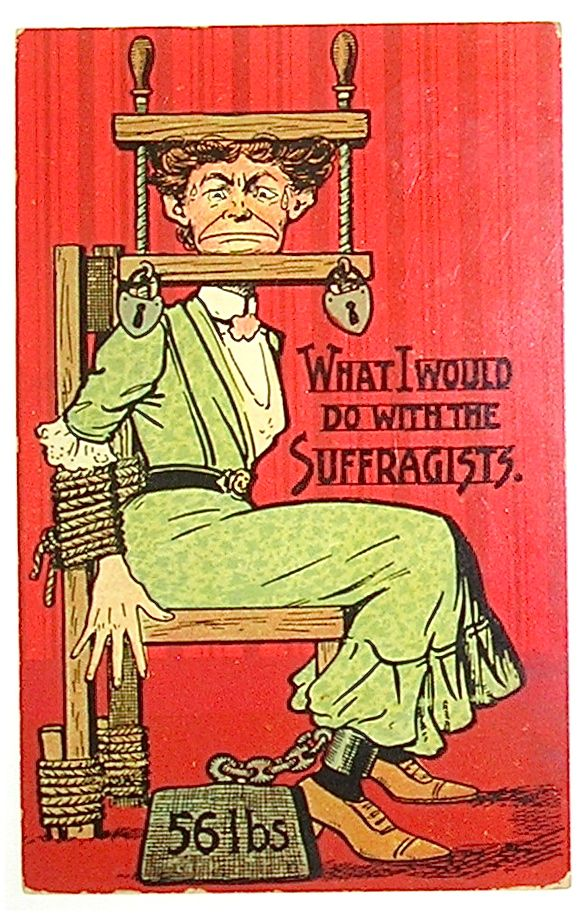 WHAT I WOULD
DO WITH THE
SUFFRAGISTS.
56 lbs